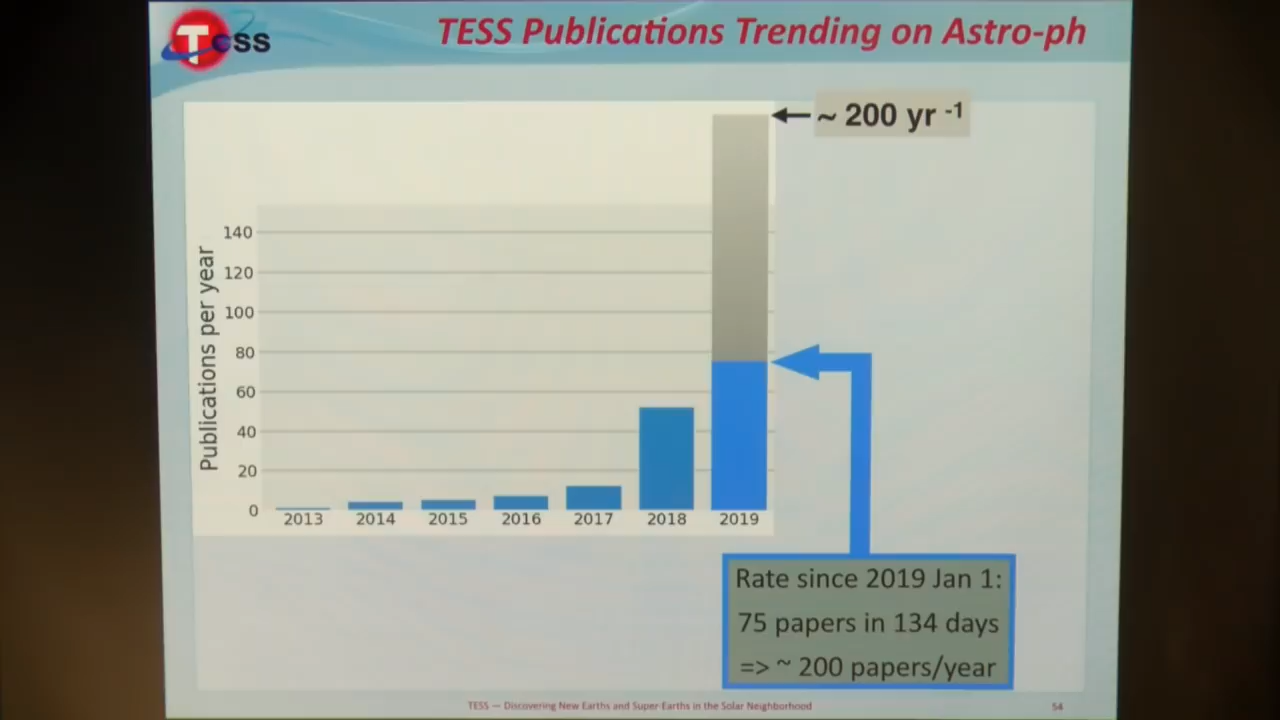 Tess
TESS Publications Trending on Astro-ph
~ 200 yr -1
Publications per year
140
120
100
80
60
40
20
0
2013 2014 2015 2016 2017 2018 2019
Rate since 2019 Jan 1:
75 papers in 134 days
=> ~ 200 papers/year
TESS — Discovering New Earths and Super-Earths in the Solar Neighborhood
54